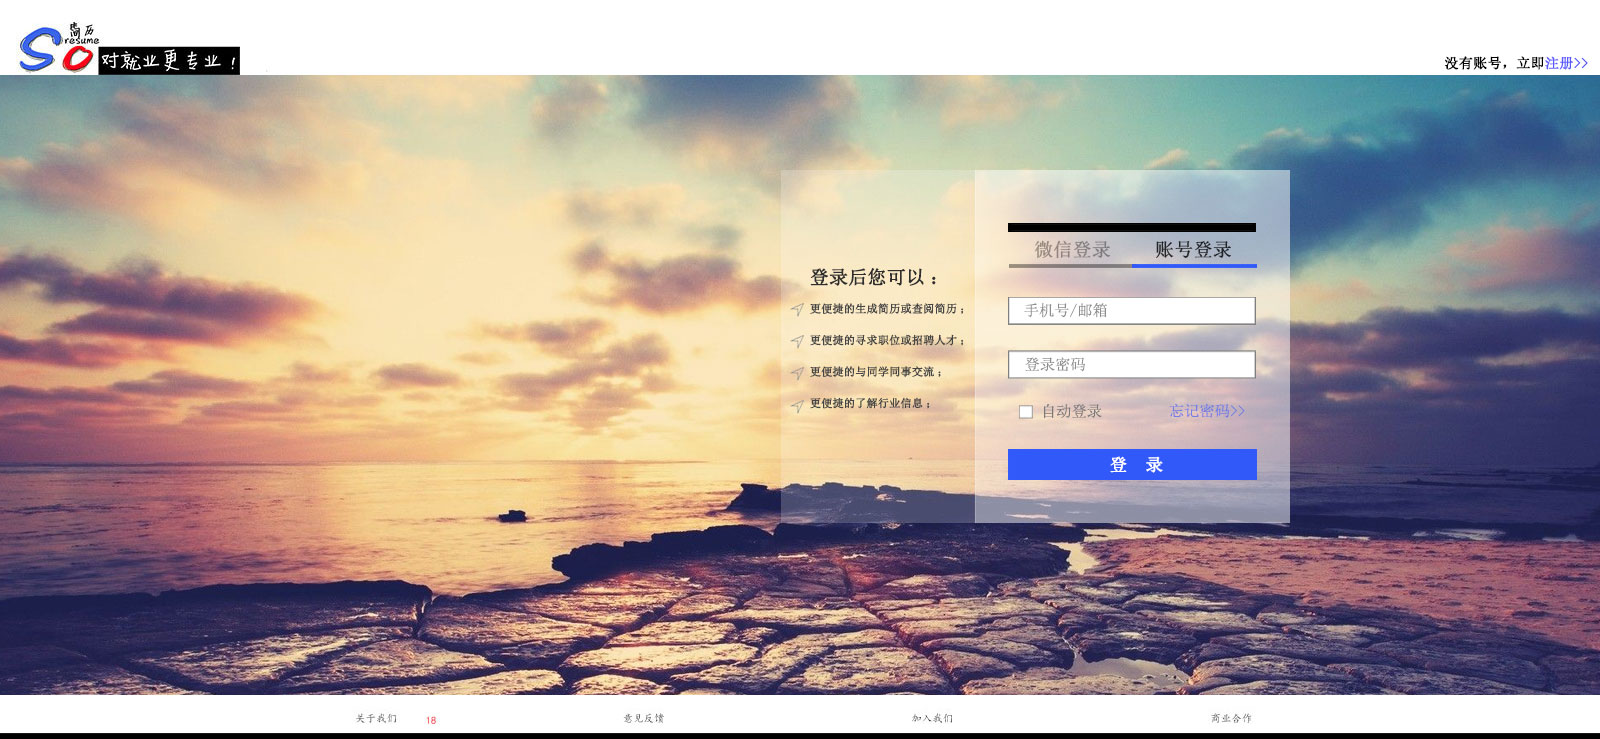 简历
resume
So
对就业更专业！
没有账号，立即注册>>
微信登录 账号登录
登录后您可以：
更便捷的生成简历或查阅简历；
更便捷的寻求职位或招聘人才；
更便捷的与同学同事交流；
更便捷的了解行业信息；
手机号/邮箱
登录密码
自动登录 忘记密码>>
登 录
关于我们 18 意见反馈 加入我们 商业合作